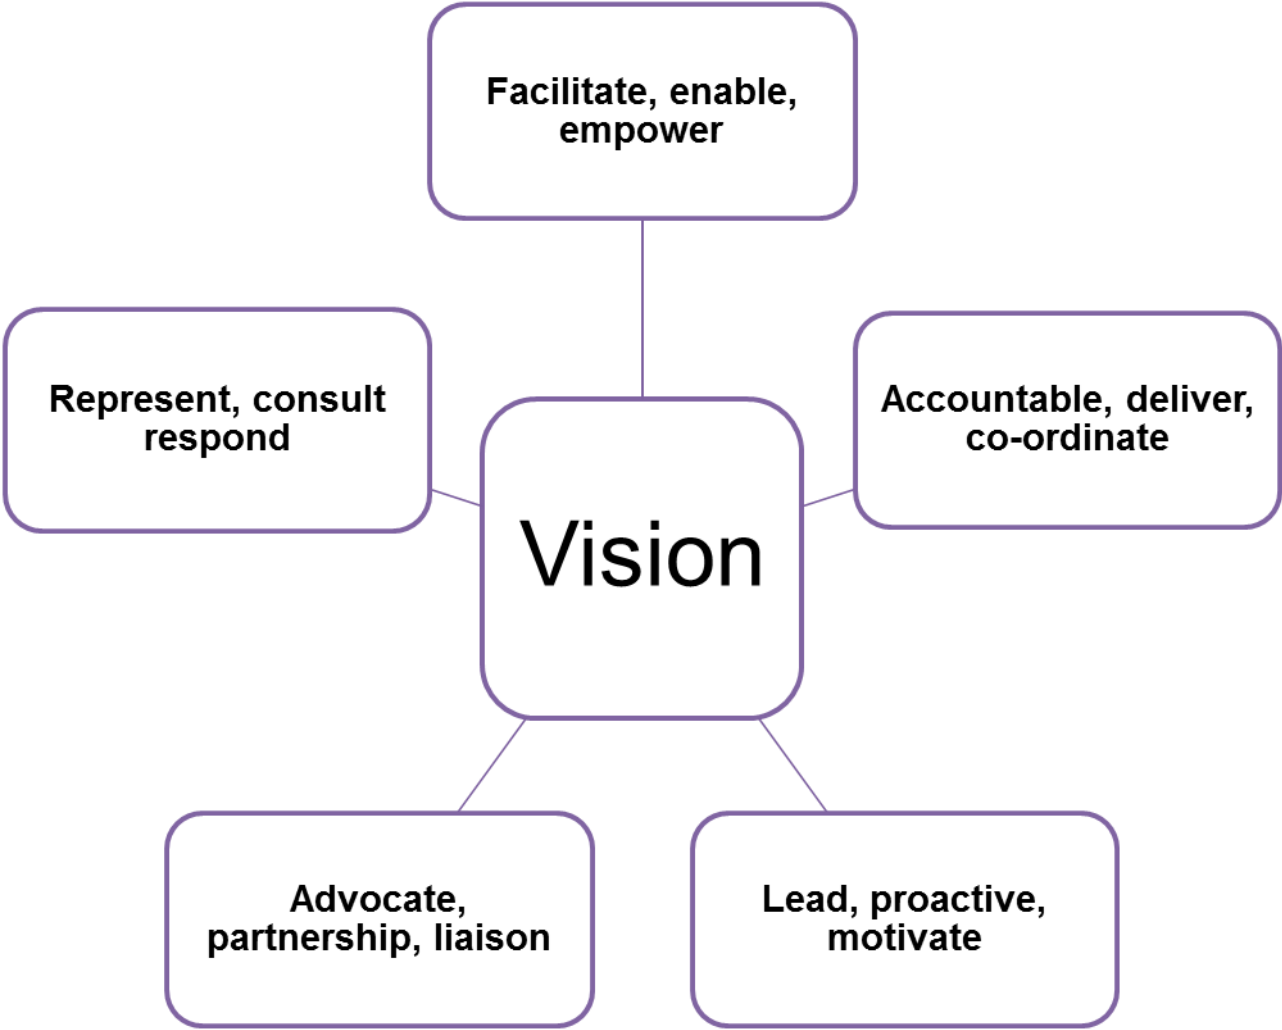 Facilitate, enable,
empower
Represent, consult
respond
Accountable, deliver,
co-ordinate
Vision
Advocate,
partnership, liaison
Lead, proactive,
motivate